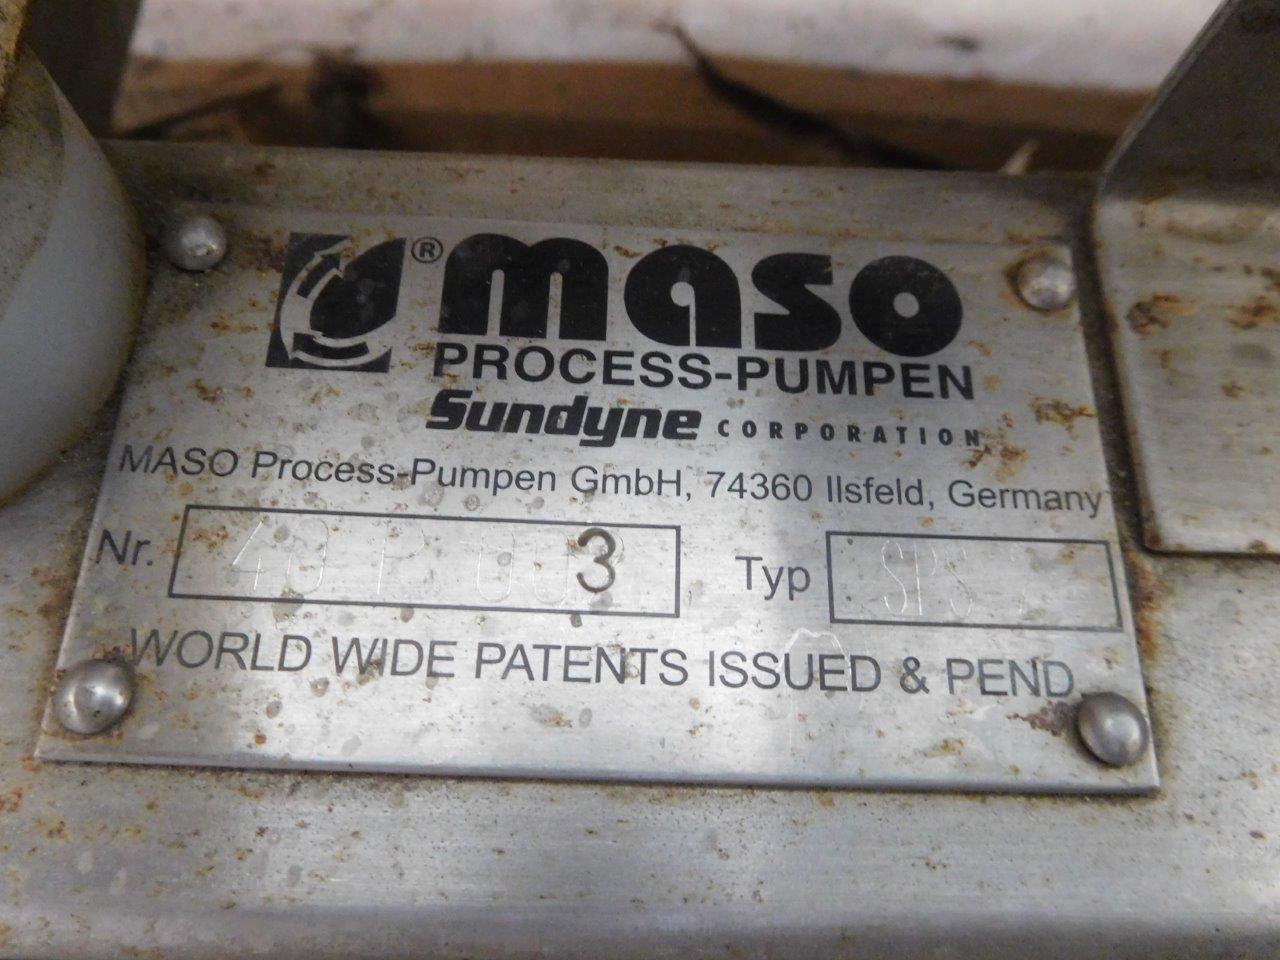 ® maso
PROCESS-PUMPEN
Sundyne CORPORATION
MASO Process-Pumpen GmbH, 74360 Ilsfeld, Germany
Nr. 3 Typ SPS
WORLD WIDE PATENTS ISSUED & PEND.